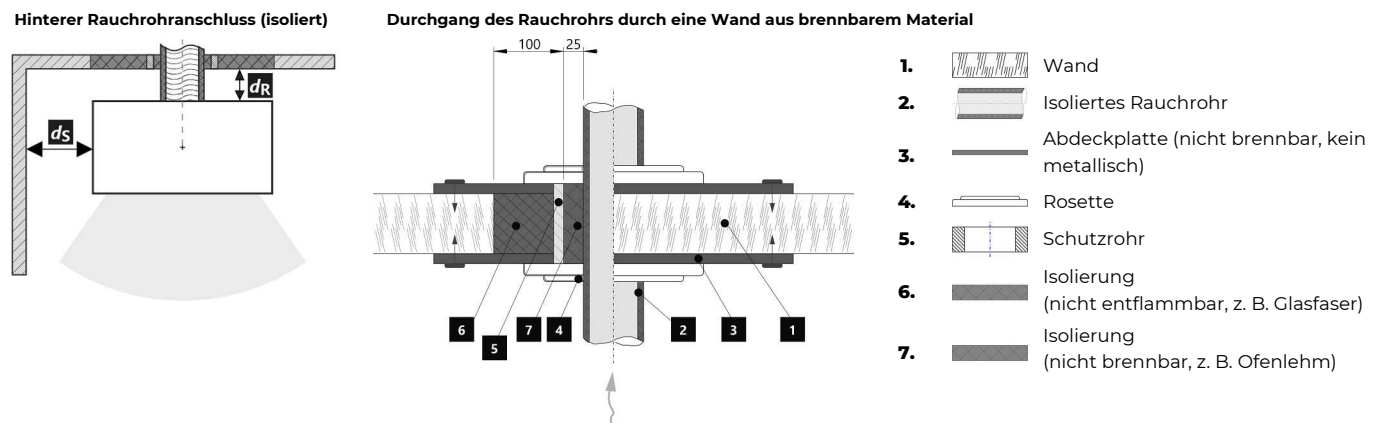 Hinterer Rauchrohranschluss (isoliert)
Durchgang des Rauchrohrs durch eine Wand aus brennbarem Material
dR
dS
100
25
6
5
7
4
2
3
1
1. Wand
2. Isoliertes Rauchrohr
3. Abdeckplatte (nicht brennbar, kein
metallisch)
4. Rosette
5. Schutzrohr
6. Isolierung
(nicht entflammbar, z. B. Glasfaser)
7. Isolierung
(nicht brennbar, z. B. Ofenlehm)